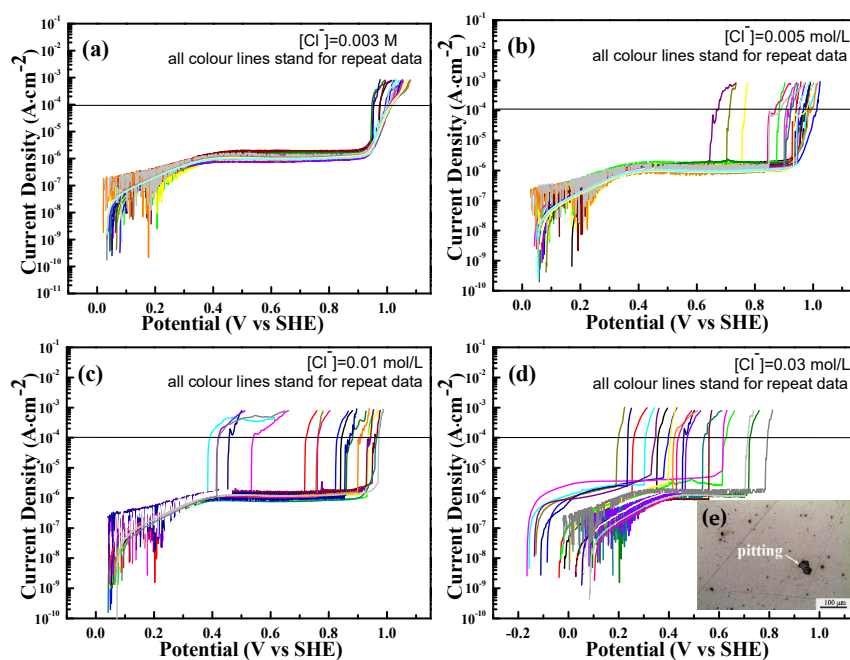 (a)
[Cl⁻]=0.003 M
all colour lines stand for repeat data
Current Density (A·cm⁻²)
10⁻¹
10⁰
10⁻¹
10⁻²
10⁻³
10⁻⁴
10⁻⁵
10⁻⁶
10⁻⁷
10⁻⁸
10⁻⁹
10⁻¹⁰
10⁻¹¹
0.0 0.2 0.4 0.6 0.8 1.0
Potential (V vs SHE)
(b)
[Cl⁻]=0.005 mol/L
all colour lines stand for repeat data
Current Density (A·cm⁻²)
10⁻¹
10⁻²
10⁻³
10⁻⁴
10⁻⁵
10⁻⁶
10⁻⁷
10⁻⁸
10⁻⁹
10⁻¹⁰
0.0 0.2 0.4 0.6 0.8 1.0
Potential (V vs SHE)
(c)
[Cl⁻]=0.01 mol/L
all colour lines stand for repeat data
Current Density (A·cm⁻²)
10⁻¹
10⁻²
10⁻³
10⁻⁴
10⁻⁵
10⁻⁶
10⁻⁷
10⁻⁸
10⁻⁹
10⁻¹⁰
0.0 0.2 0.4 0.6 0.8 1.0
Potential (V vs SHE)
(d)
[Cl⁻]=0.03 mol/L
all colour lines stand for repeat data
Current Density (A·cm⁻²)
10⁻¹
10⁻²
10⁻³
10⁻⁴
10⁻⁵
10⁻⁶
10⁻⁷
10⁻⁸
10⁻⁹
10⁻¹⁰
-0.2 0.0 0.2 0.4 0.6 0.8 1.0
Potential (V vs SHE)
(e)
pitting
100 μm